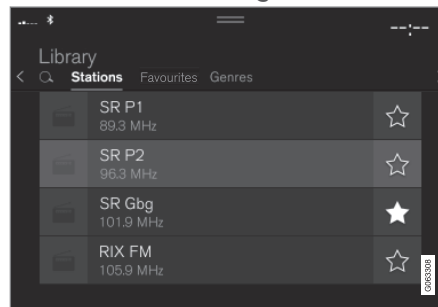 --:--
Library
Stations Favourites Genres
SR P1
89.3 MHz
SR P2
96.3 MHz
SR Gbg
101.9 MHz
RIX FM
105.9 MHz
G063308